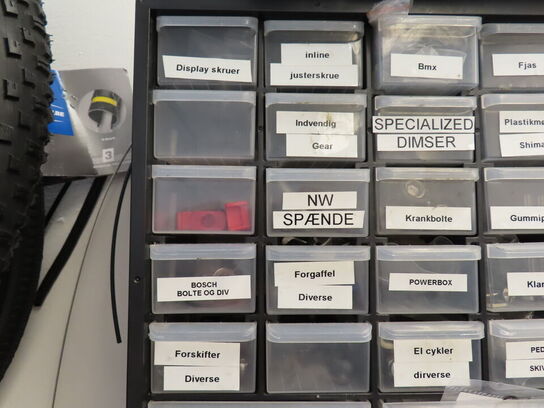 Display skruer
inline
justerskrue
Bmx
Fjas
Indvendig
Gear
SPECIALIZED
DIMSER
NW
SPÆNDE
Krankbolte
BOSCH
BOLTE OG DIV
Forgaffel
Diverse
POWERBOX
Forskifter
Diverse
El cykler
dirverse
3